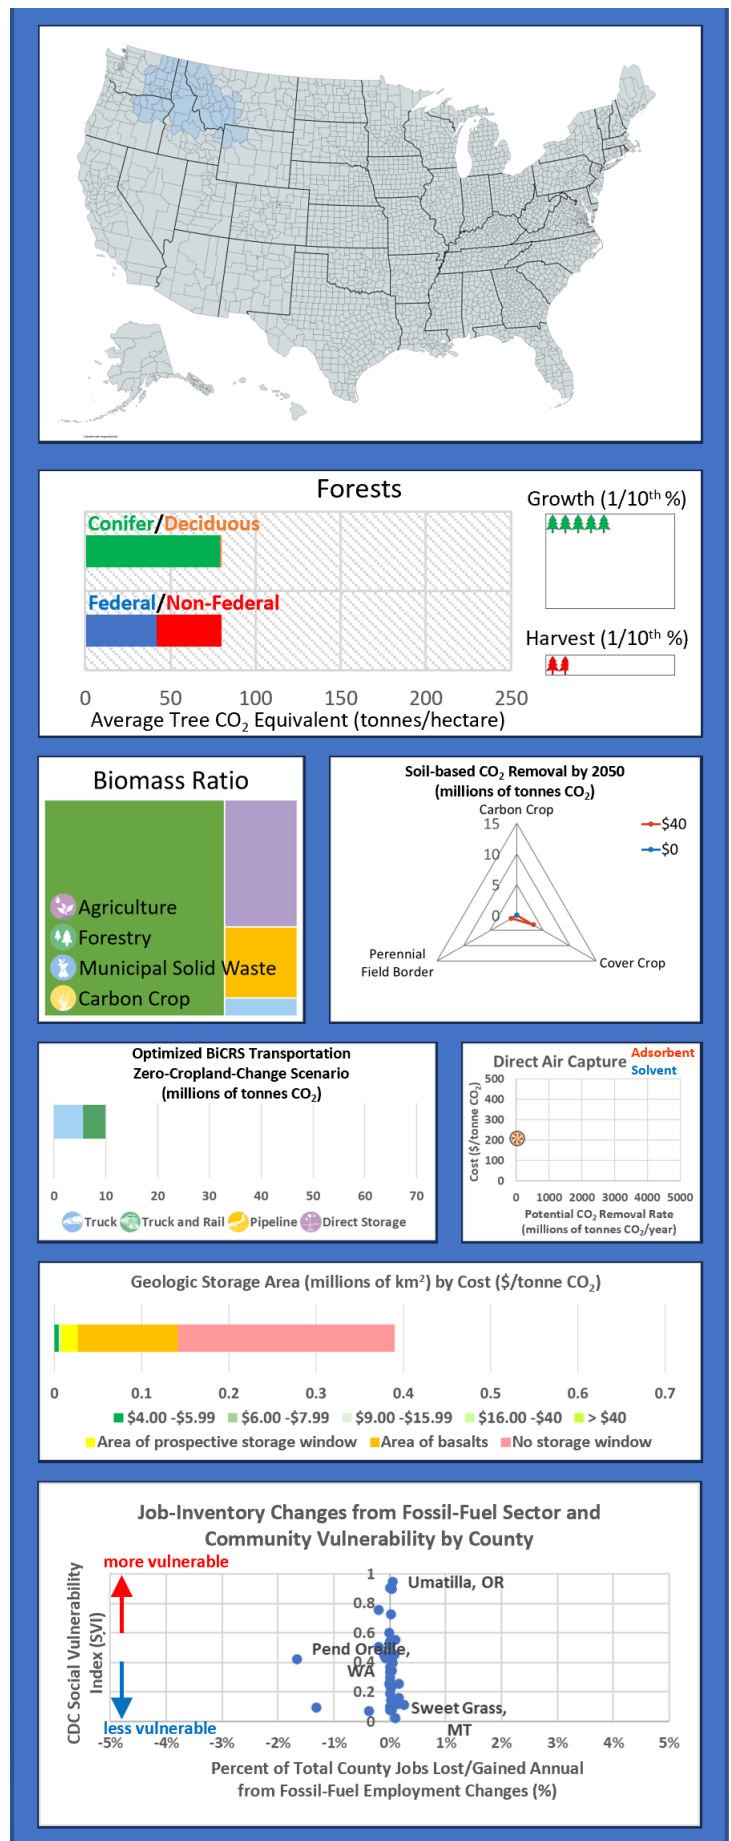 Forests
Growth (1/10th %)
Conifer/Deciduous
Federal/Non-Federal
Harvest (1/10th %)
0 50 100 150 200 250
Average Tree CO2 Equivalent (tonnes/hectare)
Biomass Ratio
Agriculture
Forestry
Municipal Solid Waste
Carbon Crop
Soil-based CO2 Removal by 2050
(millions of tonnes CO2)
Carbon Crop
15
10
5
0
$40
$0
Perennial
Field Border
Cover Crop
Optimized BiCRS Transportation
Zero-Cropland-Change Scenario
(millions of tonnes CO2)
0 10 20 30 40 50 60 70
Truck Truck and Rail Pipeline Direct Storage
Direct Air Capture
Adsorbent
Solvent
Cost ($/tonne CO2)
500
400
300
200
100
0
0 1000 2000 3000 4000 5000
Potential CO2 Removal Rate
(millions of tonnes CO2/year)
Geologic Storage Area (millions of km2) by Cost ($/tonne CO2)
0 0.1 0.2 0.3 0.4 0.5 0.6 0.7
$4.00 -$5.99 $6.00 -$7.99 $9.00 -$15.99 $16.00 -$40 > $40
Area of prospective storage window Area of basalts No storage window
Job-Inventory Changes from Fossil-Fuel Sector and
Community Vulnerability by County
CDC Social Vulnerability
Index (SVI)
more vulnerable
less vulnerable
1
0.8
0.6
0.4
0.2
0
Umatilla, OR
Pend Oreille,
WA
Sweet Grass,
MT
-5% -4% -3% -2% -1% 0% 1% 2% 3% 4% 5%
Percent of Total County Jobs Lost/Gained Annual
from Fossil-Fuel Employment Changes (%)